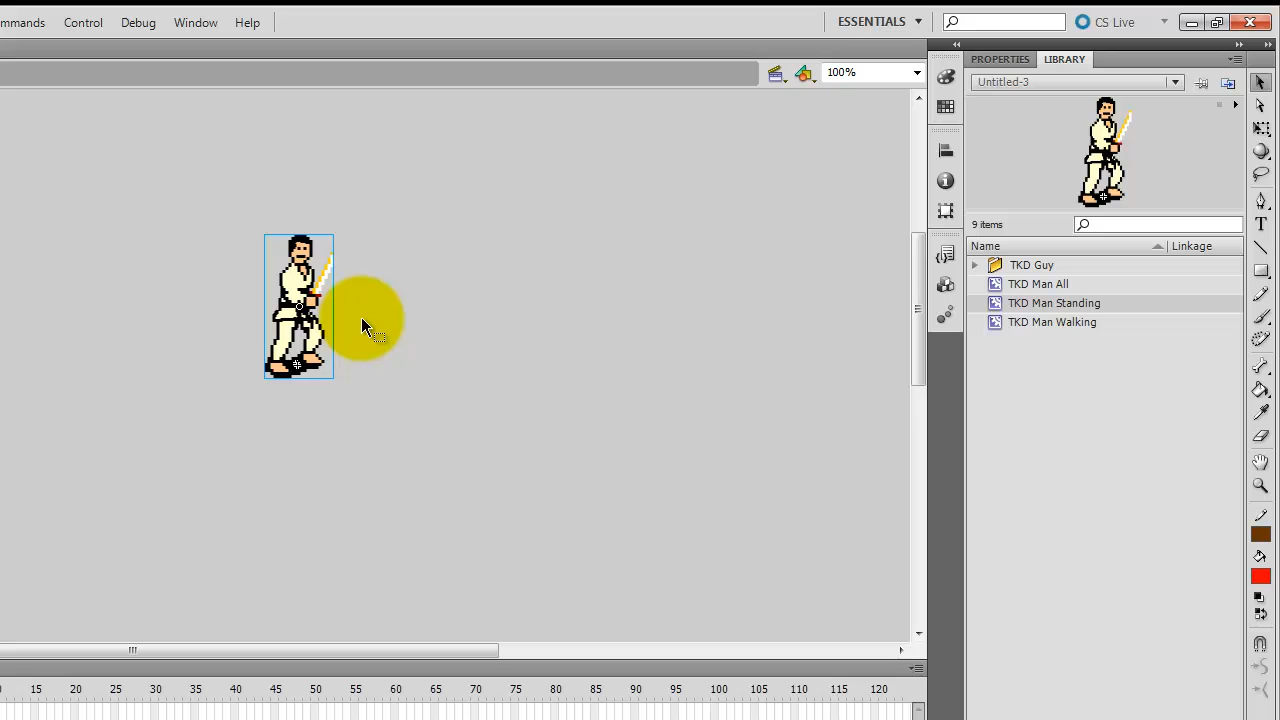 mmands Control Debug Window Help ESSENTIALS CS Live
PROPERTIES LIBRARY
100%
Untitled-3
9 items
Name Linkage
TKD Guy
TKD Man All
TKD Man Standing
TKD Man Walking
15 20 25 30 35 40 45 50 55 60 65 70 75 80 85 90 95 100 105 110 115 120